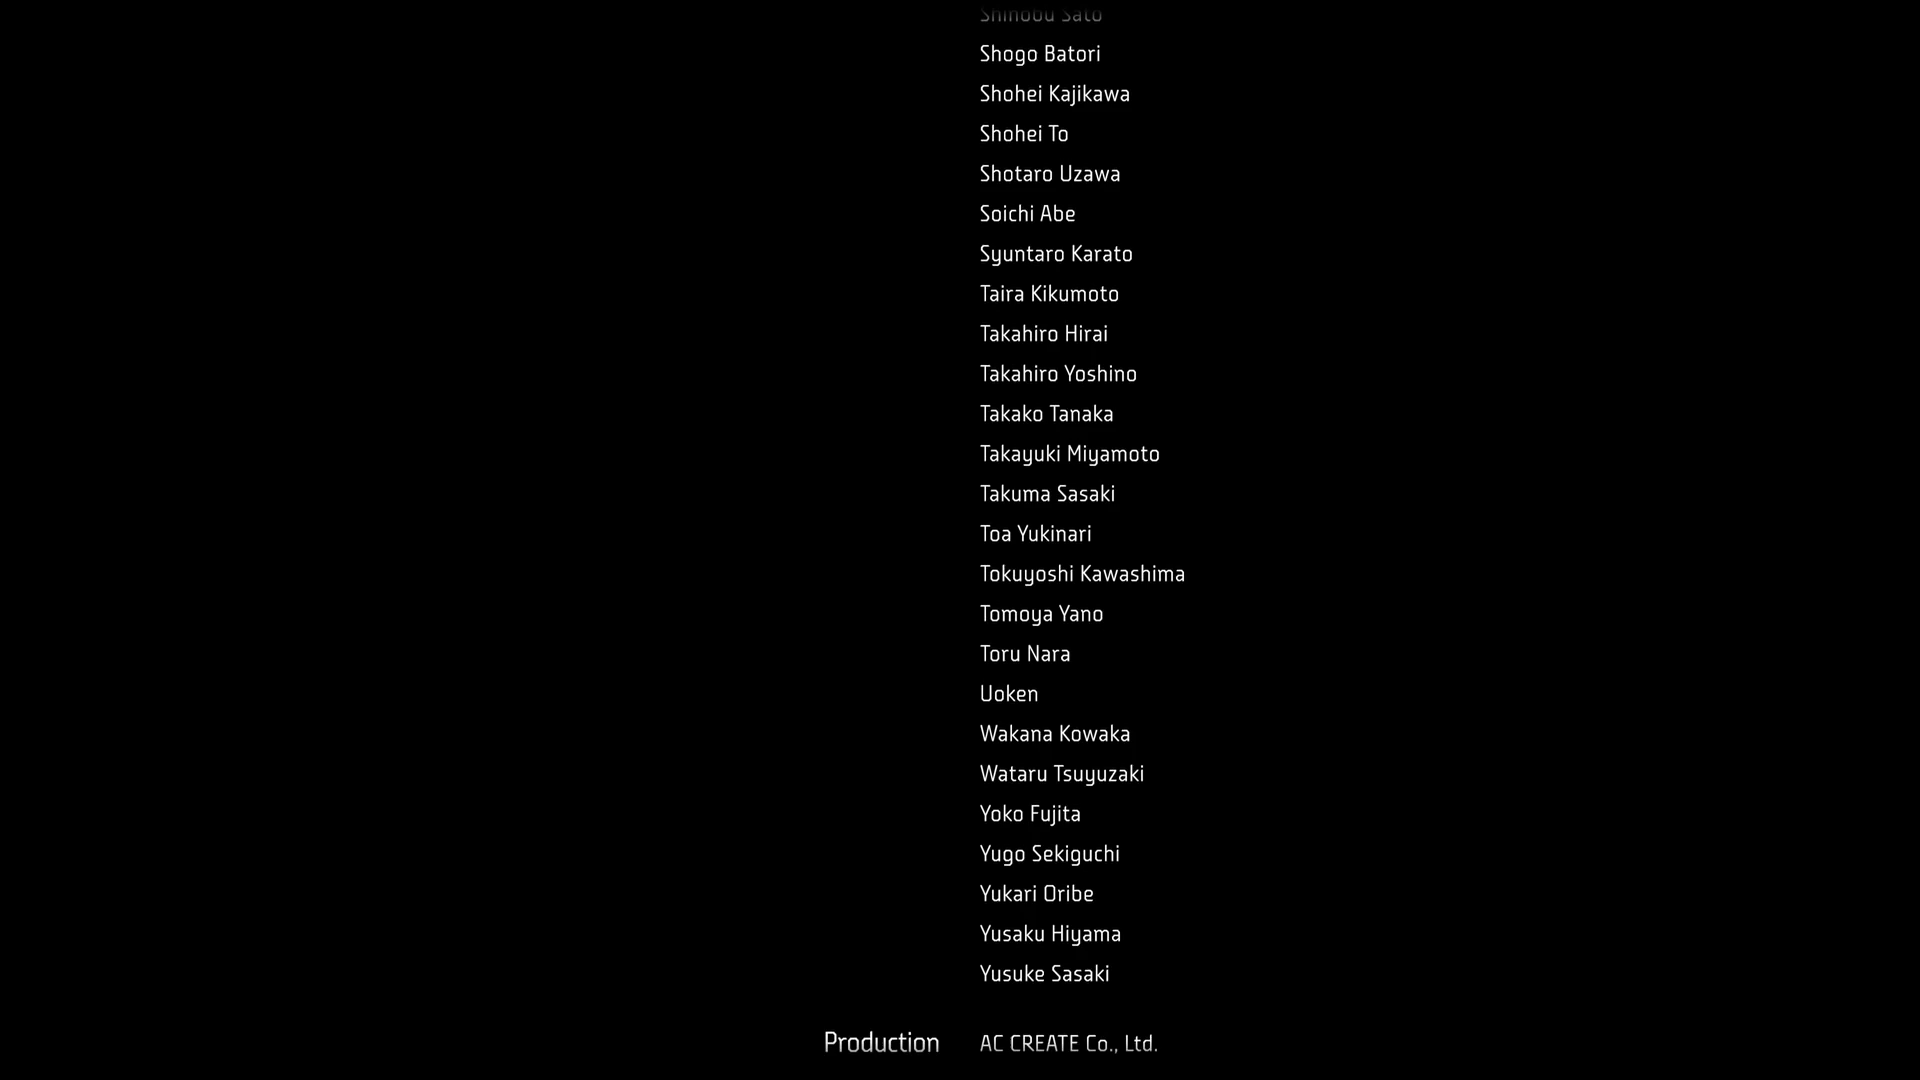 Shinobu Sato
Shogo Batori
Shohei Kajikawa
Shohei To
Shotaro Uzawa
Soichi Abe
Syuntaro Karato
Taira Kikumoto
Takahiro Hirai
Takahiro Yoshino
Takako Tanaka
Takayuki Miyamoto
Takuma Sasaki
Toa Yukinari
Tokuyoshi Kawashima
Tomoya Yano
Toru Nara
Uoken
Wakana Kowaka
Wataru Tsuyuzaki
Yoko Fujita
Yugo Sekiguchi
Yukari Oribe
Yusaku Hiyama
Yusuke Sasaki
Production AC CREATE Co., Ltd.